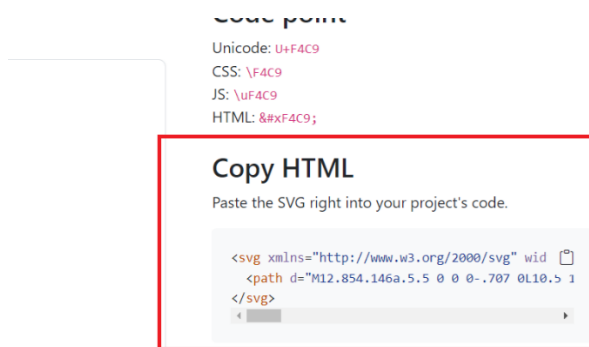 Code point
Unicode: U+F4C9
CSS: \F4C9
JS: \uF4C9
HTML: &#xF4C9;
Copy HTML
Paste the SVG right into your project's code.
<svg xmlns="http://www.w3.org/2000/svg" wid
<path d="M12.854.146a.5.5 0 0 0-.707 0L10.5 1
</svg>